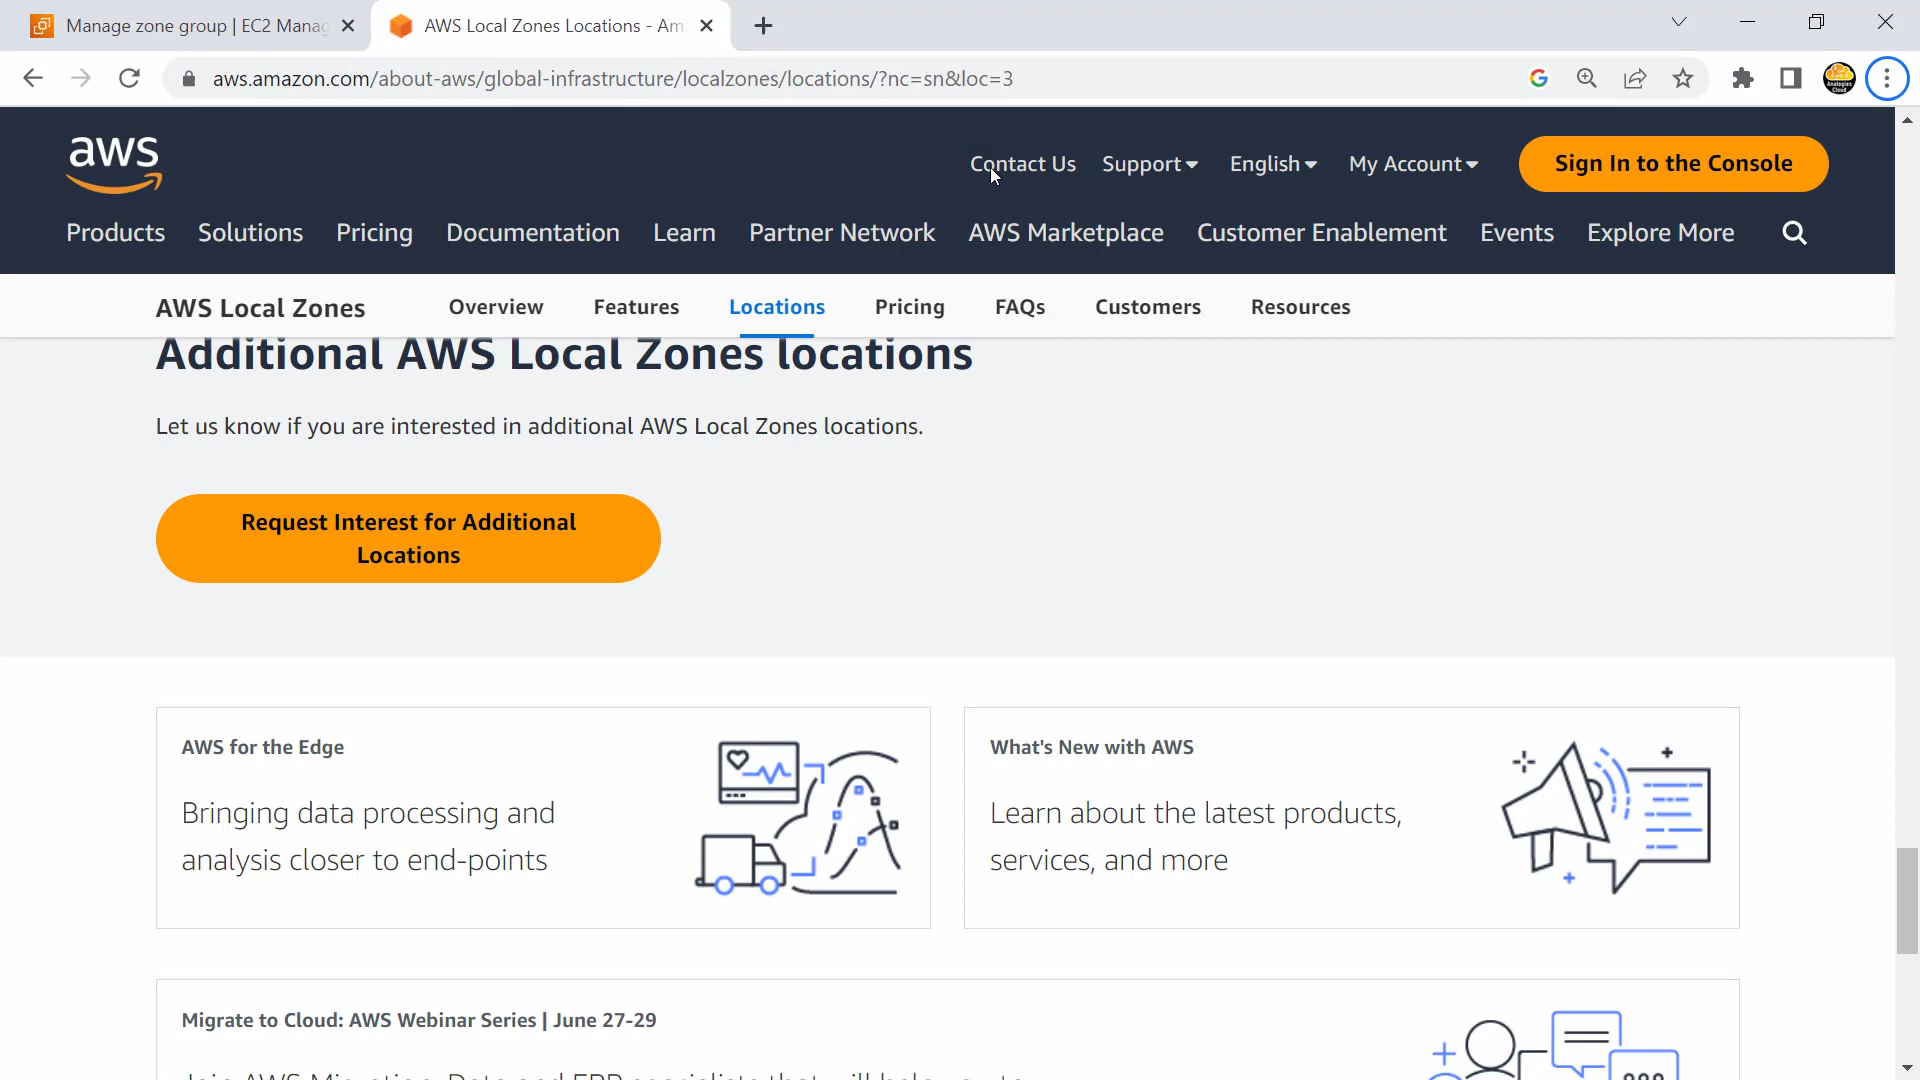 Manage zone group | EC2 Manag
AWS Local Zones Locations - Am
aws.amazon.com/about-aws/global-infrastructure/localzones/locations/?nc=sn&loc=3
aws
Contact Us
Support
English
My Account
Sign In to the Console
Products
Solutions
Pricing
Documentation
Learn
Partner Network
AWS Marketplace
Customer Enablement
Events
Explore More
AWS Local Zones
Overview
Features
Locations
Pricing
FAQs
Customers
Resources
Additional AWS Local Zones locations
Let us know if you are interested in additional AWS Local Zones locations.
Request Interest for Additional
Locations
AWS for the Edge
Bringing data processing and
analysis closer to end-points
What's New with AWS
Learn about the latest products,
services, and more
Migrate to Cloud: AWS Webinar Series | June 27-29